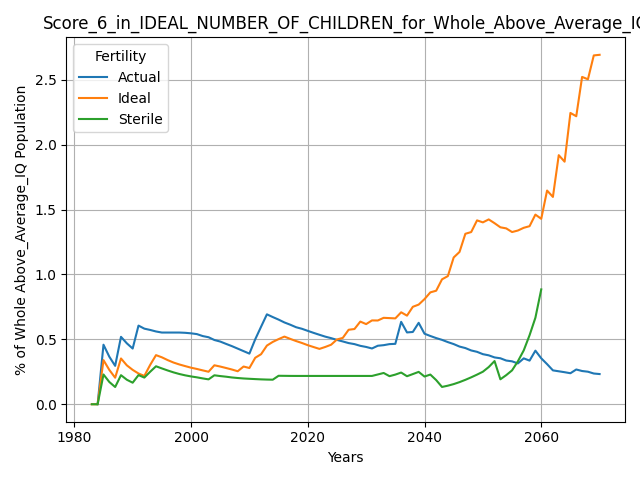 Score_6_in_IDEAL_NUMBER_OF_CHILDREN_for_Whole_Above_Average_IQ
Fertility
Actual
Ideal
Sterile
% of Whole Above_Average_IQ Population
2.5
2.0
1.5
1.0
0.5
0.0
1980 2000 2020 2040 2060
Years